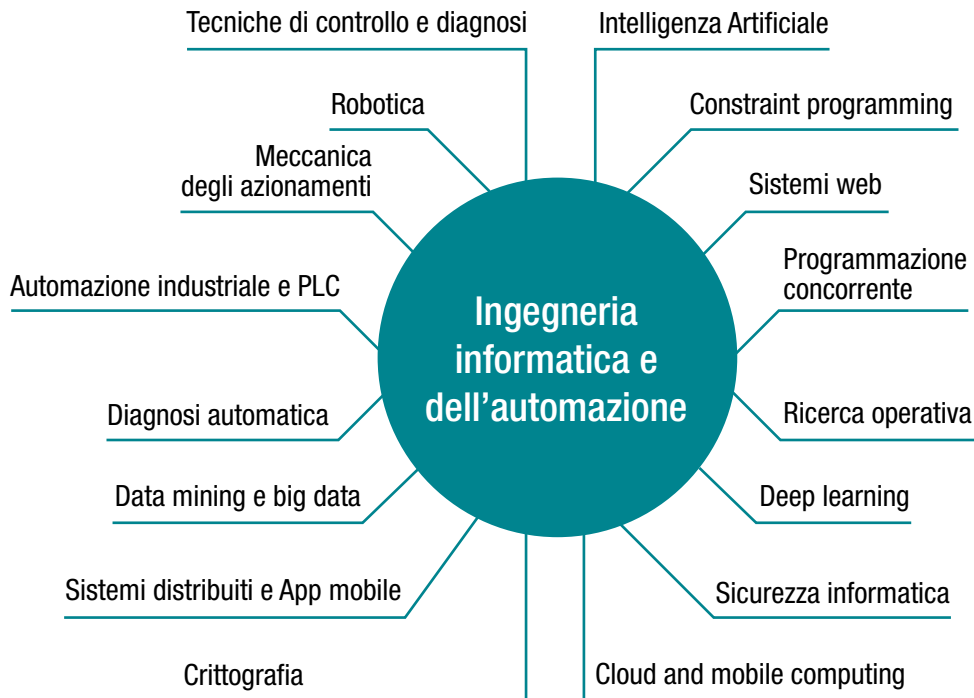 Tecniche di controllo e diagnosi
Intelligenza Artificiale
Robotica
Constraint programming
Meccanica
degli azionamenti
Sistemi web
Programmazione
concorrente
Automazione industriale e PLC
Ingegneria
informatica e
dell’automazione
Diagnosi automatica
Ricerca operativa
Data mining e big data
Deep learning
Sistemi distribuiti e App mobile
Sicurezza informatica
Crittografia
Cloud and mobile computing